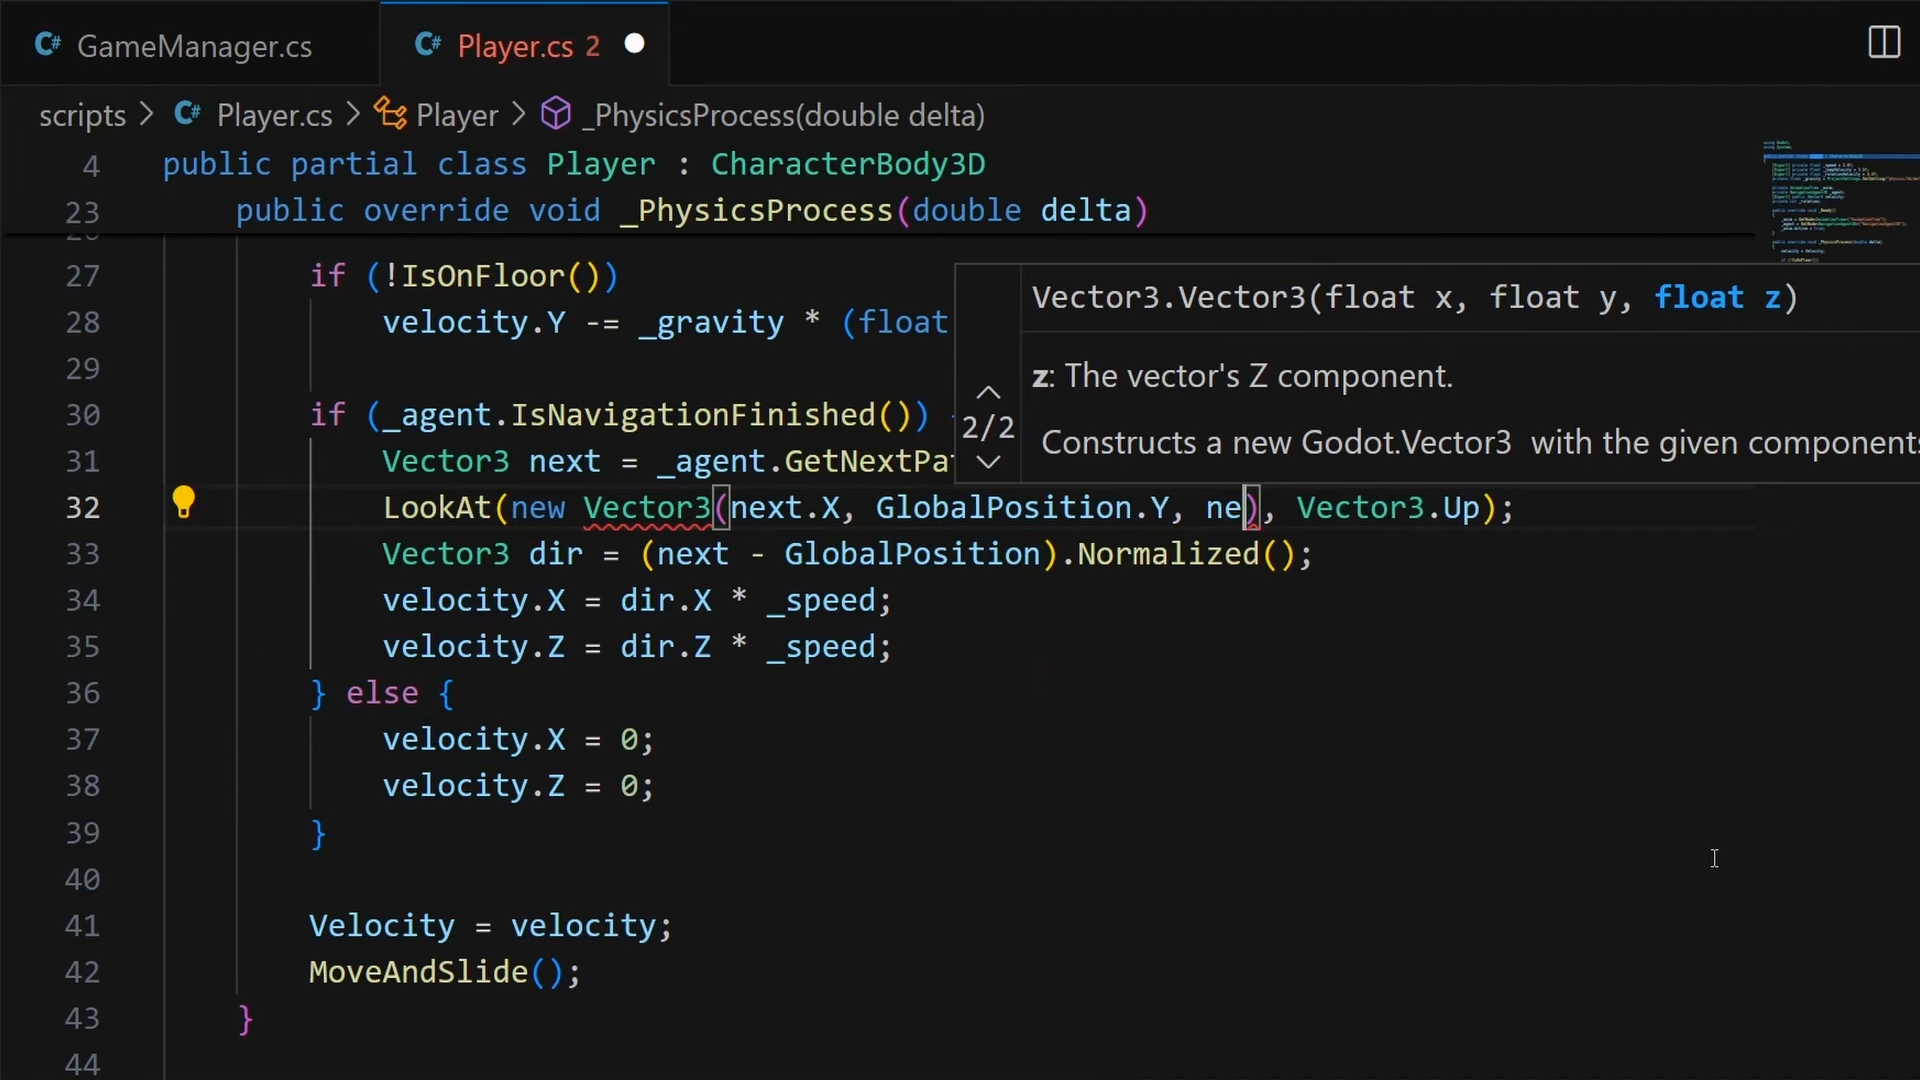 GameManager.cs
Player.cs 2
scripts > Player.cs > Player > _PhysicsProcess(double delta)
4 public partial class Player : CharacterBody3D
23 public override void _PhysicsProcess(double delta)
27 if (!IsOnFloor())
28 velocity.Y -= _gravity * (float
29
30 if (_agent.IsNavigationFinished())
31 Vector3 next = _agent.GetNextPa
32 LookAt(new Vector3(next.X, GlobalPosition.Y, ne), Vector3.Up);
33 Vector3 dir = (next - GlobalPosition).Normalized();
34 velocity.X = dir.X * _speed;
35 velocity.Z = dir.Z * _speed;
36 } else {
37 velocity.X = 0;
38 velocity.Z = 0;
39 }
40
41 Velocity = velocity;
42 MoveAndSlide();
43 }
44
Vector3.Vector3(float x, float y, float z)
z: The vector's Z component.
2/2
Constructs a new Godot.Vector3 with the given components